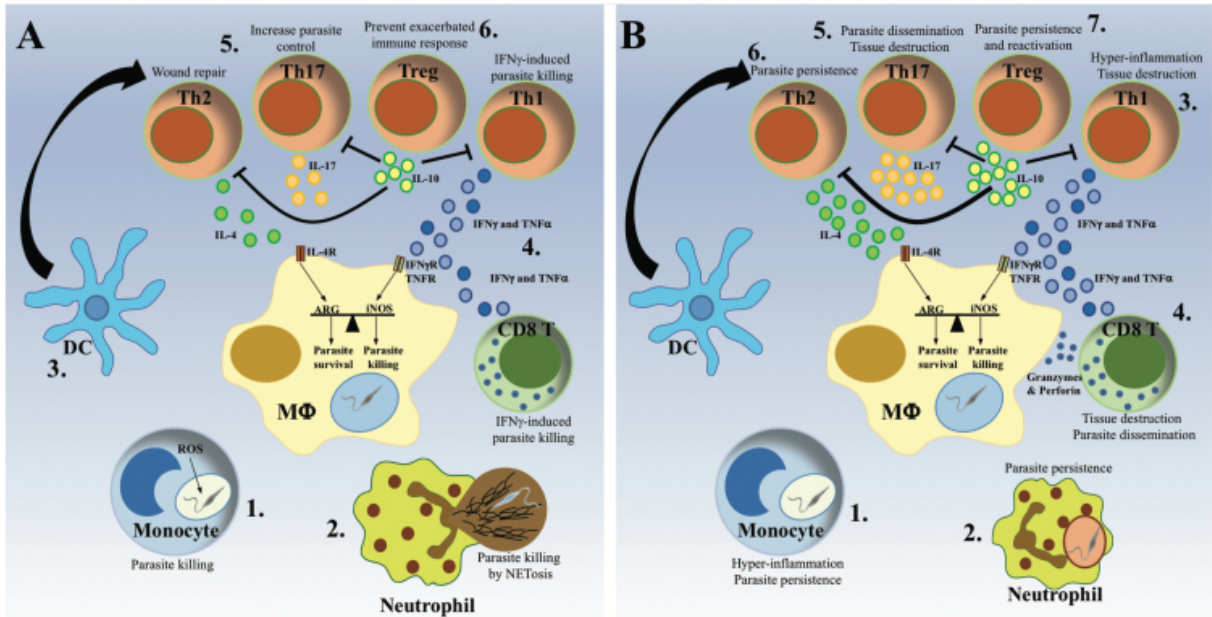 A
5.
Increase parasite
control
Prevent exacerbated
immune response
6.
Wound repair
IFNγ-induced
parasite killing
Th2
Th17
Treg
Th1
IL-17
IL-10
IL-4
IFNγ and TNFα
4.
IL-4R
IFNγR
TNFR
IFNγ and TNFα
ARG
iNOS
Parasite
survival
Parasite
killing
CD8 T
DC
3.
MΦ
IFNγ-induced
parasite killing
ROS
Monocyte
1.
Parasite killing
2.
Parasite killing
by NETosis
Neutrophil
B
5.
Parasite dissemination
Tissue destruction
Parasite persistence
and reactivation
7.
6.
Parasite persistence
Hyper-inflammation
Tissue destruction
Th2
Th17
Treg
Th1
3.
IL-17
IL-10
IL-4
IFNγ and TNFα
IL-4R
IFNγR
TNFR
IFNγ and TNFα
ARG
iNOS
Parasite
survival
Parasite
killing
CD8 T
4.
DC
Granzymes
& Perforin
MΦ
Tissue destruction
Parasite dissemination
Monocyte
1.
Hyper-inflammation
Parasite persistence
Parasite persistence
2.
Neutrophil